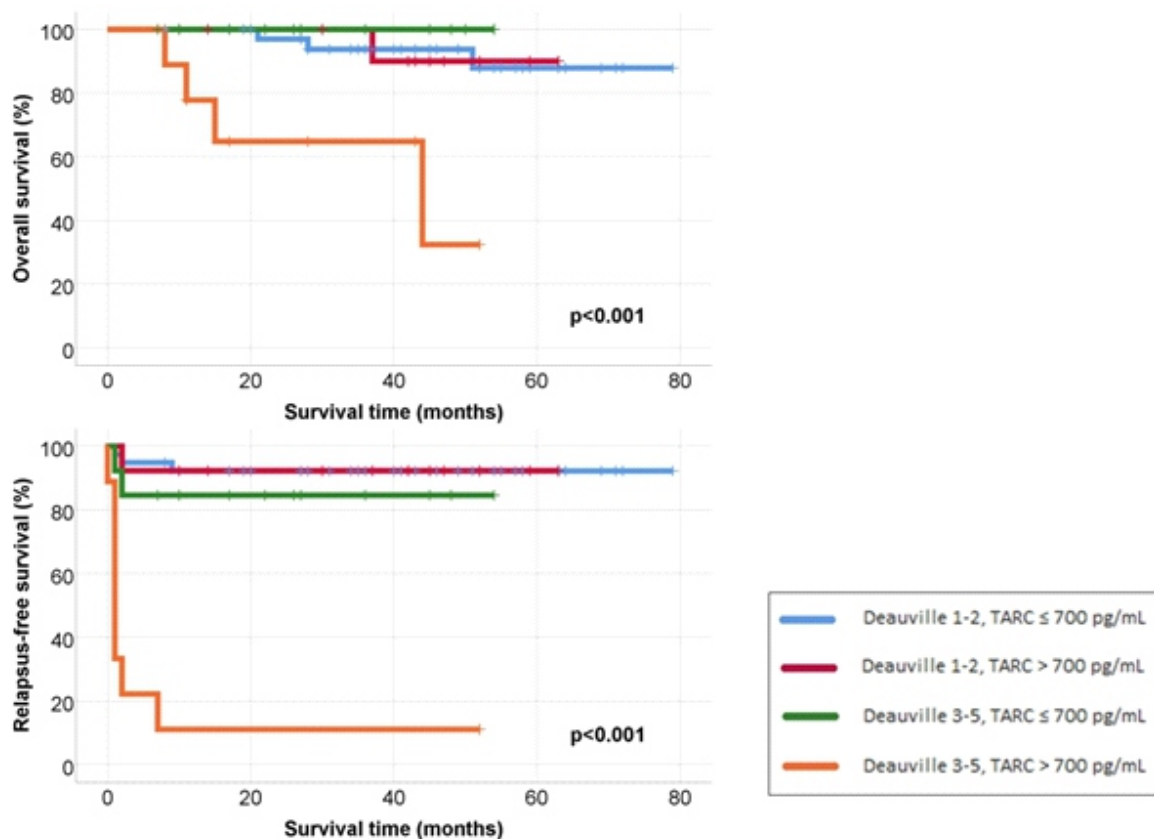 100
80
60
40
20
0
Overall survival (%)
p<0.001
0 20 40 60 80
Survival time (months)
100
80
60
40
20
0
Relapsus-free survival (%)
p<0.001
0 20 40 60 80
Survival time (months)
Deauville 1-2, TARC ≤ 700 pg/mL
Deauville 1-2, TARC > 700 pg/mL
Deauville 3-5, TARC ≤ 700 pg/mL
Deauville 3-5, TARC > 700 pg/mL